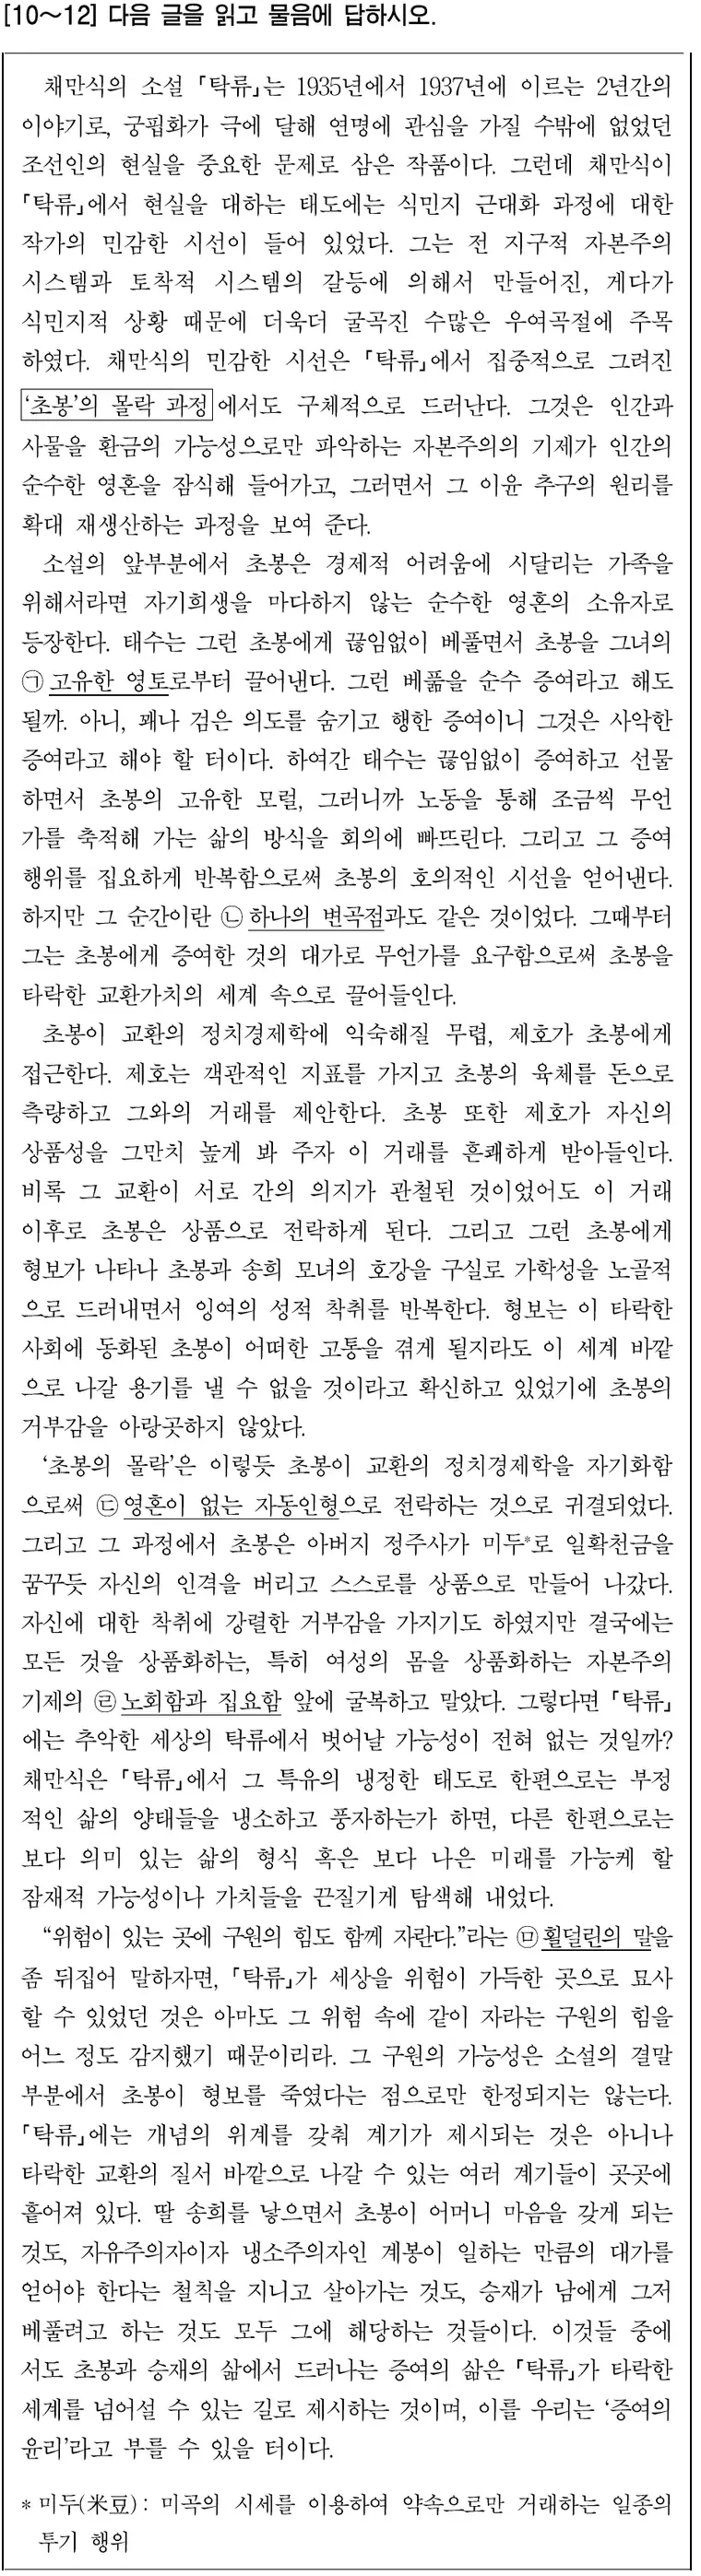 [10~12] 다음 글을 읽고 물음에 답하시오.
채만식의 소설 「탁류」는 1935년에서 1937년에 이르는 2년간의
이야기로, 궁핍화가 극에 달해 연명에 관심을 가질 수밖에 없었던
조선인의 현실을 중요한 문제로 삼은 작품이다. 그런데 채만식이
「탁류」에서 현실을 대하는 태도에는 식민지 근대화 과정에 대한
작가의 민감한 시선이 들어 있었다. 그는 전 지구적 자본주의
시스템과 토착적 시스템의 갈등에 의해서 만들어진, 게다가
식민지적 상황 때문에 더욱더 굴곡진 수많은 우여곡절에 주목
하였다. 채만식의 민감한 시선은 「탁류」에서 집중적으로 그려진
‘초봉’의 몰락 과정에서도 구체적으로 드러난다. 그것은 인간과
사물을 환금의 가능성으로만 파악하는 자본주의의 기제가 인간의
순수한 영혼을 잠식해 들어가고, 그러면서 그 이윤 추구의 원리를
확대 재생산하는 과정을 보여 준다.
소설의 앞부분에서 초봉은 경제적 어려움에 시달리는 가족을
위해서라면 자기희생을 마다하지 않는 순수한 영혼의 소유자로
등장한다. 태수는 그런 초봉에게 끊임없이 베풀면서 초봉을 그녀의
㉠ 고유한 영토로부터 끌어낸다. 그런 베풂을 순수 증여라고 해도
될까. 아니, 꽤나 검은 의도를 숨기고 행한 증여이니 그것은 사악한
증여라고 해야 할 터이다. 하여간 태수는 끊임없이 증여하고 선물
하면서 초봉의 고유한 모럴, 그러니까 노동을 통해 조금씩 무언
가를 축적해 가는 삶의 방식을 회의에 빠뜨린다. 그리고 그 증여
행위를 집요하게 반복함으로써 초봉의 호의적인 시선을 얻어낸다.
하지만 그 순간이란 ㉡ 하나의 변곡점과도 같은 것이었다. 그때부터
그는 초봉에게 증여한 것의 대가로 무언가를 요구함으로써 초봉을
타락한 교환가치의 세계 속으로 끌어들인다.
초봉이 교환의 정치경제학에 익숙해질 무렵, 제호가 초봉에게
접근한다. 제호는 객관적인 지표를 가지고 초봉의 육체를 돈으로
측량하고 그와의 거래를 제안한다. 초봉 또한 제호가 자신의
상품성을 그만치 높게 봐 주자 이 거래를 흔쾌하게 받아들인다.
비록 그 교환이 서로 간의 의지가 관철된 것이었어도 이 거래
이후로 초봉은 상품으로 전락하게 된다. 그리고 그런 초봉에게
형보가 나타나 초봉과 송희 모녀의 호강을 구실로 가학성을 노골적
으로 드러내면서 잉여의 성적 착취를 반복한다. 형보는 이 타락한
사회에 동화된 초봉이 어떠한 고통을 겪게 될지라도 이 세계 바깥
으로 나갈 용기를 낼 수 없을 것이라고 확신하고 있었기에 초봉의
거부감을 아랑곳하지 않았다.
‘초봉의 몰락’은 이렇듯 초봉이 교환의 정치경제학을 자기화함
으로써 ㉢ 영혼이 없는 자동인형으로 전락하는 것으로 귀결되었다.
그리고 그 과정에서 초봉은 아버지 정주사가 미두*로 일확천금을
꿈꾸듯 자신의 인격을 버리고 스스로를 상품으로 만들어 나갔다.
자신에 대한 착취에 강렬한 거부감을 가지기도 하였지만 결국에는
모든 것을 상품화하는, 특히 여성의 몸을 상품화하는 자본주의
기제의 ㉣ 노회함과 집요함 앞에 굴복하고 말았다. 그렇다면 「탁류」
에는 추악한 세상의 탁류에서 벗어날 가능성이 전혀 없는 것일까?
채만식은 「탁류」에서 그 특유의 냉정한 태도로 한편으로는 부정
적인 삶의 양태들을 냉소하고 풍자하는가 하면, 다른 한편으로는
보다 의미 있는 삶의 형식 혹은 보다 나은 미래를 가능케 할
잠재적 가능성이나 가치들을 끈질기게 탐색해 내었다.
“위험이 있는 곳에 구원의 힘도 함께 자란다.”라는 ㉤ 횔덜린의 말을
좀 뒤집어 말하자면, 「탁류」가 세상을 위험이 가득한 곳으로 묘사
할 수 있었던 것은 아마도 그 위험 속에 같이 자라는 구원의 힘을
어느 정도 감지했기 때문이리라. 그 구원의 가능성은 소설의 결말
부분에서 초봉이 형보를 죽였다는 점으로만 한정되지는 않는다.
「탁류」에는 개념의 위계를 갖춰 계기가 제시되는 것은 아니나
타락한 교환의 질서 바깥으로 나갈 수 있는 여러 계기들이 곳곳에
흩어져 있다. 딸 송희를 낳으면서 초봉이 어머니 마음을 갖게 되는
것도, 자유주의자이자 냉소주의자인 계봉이 일하는 만큼의 대가를
얻어야 한다는 철칙을 지니고 살아가는 것도, 승재가 남에게 그저
베풀려고 하는 것도 모두 그에 해당하는 것들이다. 이것들 중에
서도 초봉과 승재의 삶에서 드러나는 증여의 삶은 「탁류」가 타락한
세계를 넘어설 수 있는 길로 제시하는 것이며, 이를 우리는 ‘증여의
윤리’라고 부를 수 있을 터이다.
* 미두(米豆) : 미곡의 시세를 이용하여 약속으로만 거래하는 일종의
투기 행위